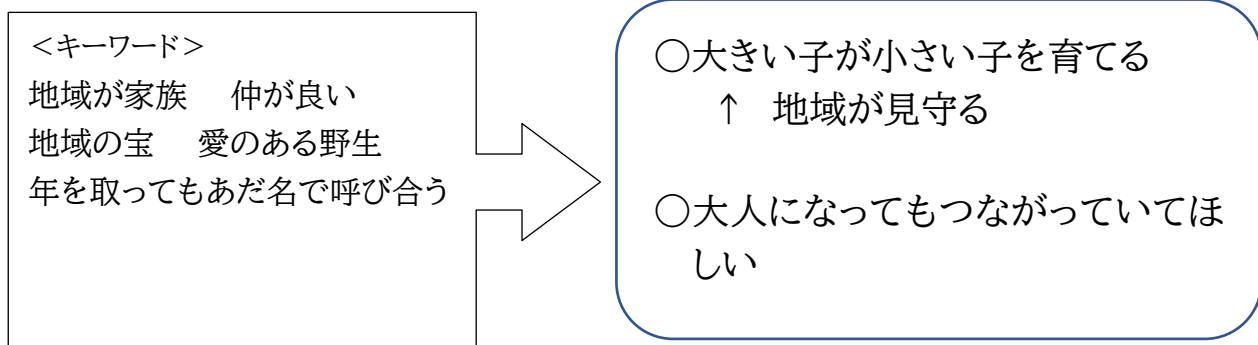 <キーワード>
地域が家族　仲が良い
地域の宝　愛のある野生
年を取ってもあだ名で呼び合う
○大きい子が小さい子を育てる
↑　地域が見守る
○大人になってもつながっていてほ
しい